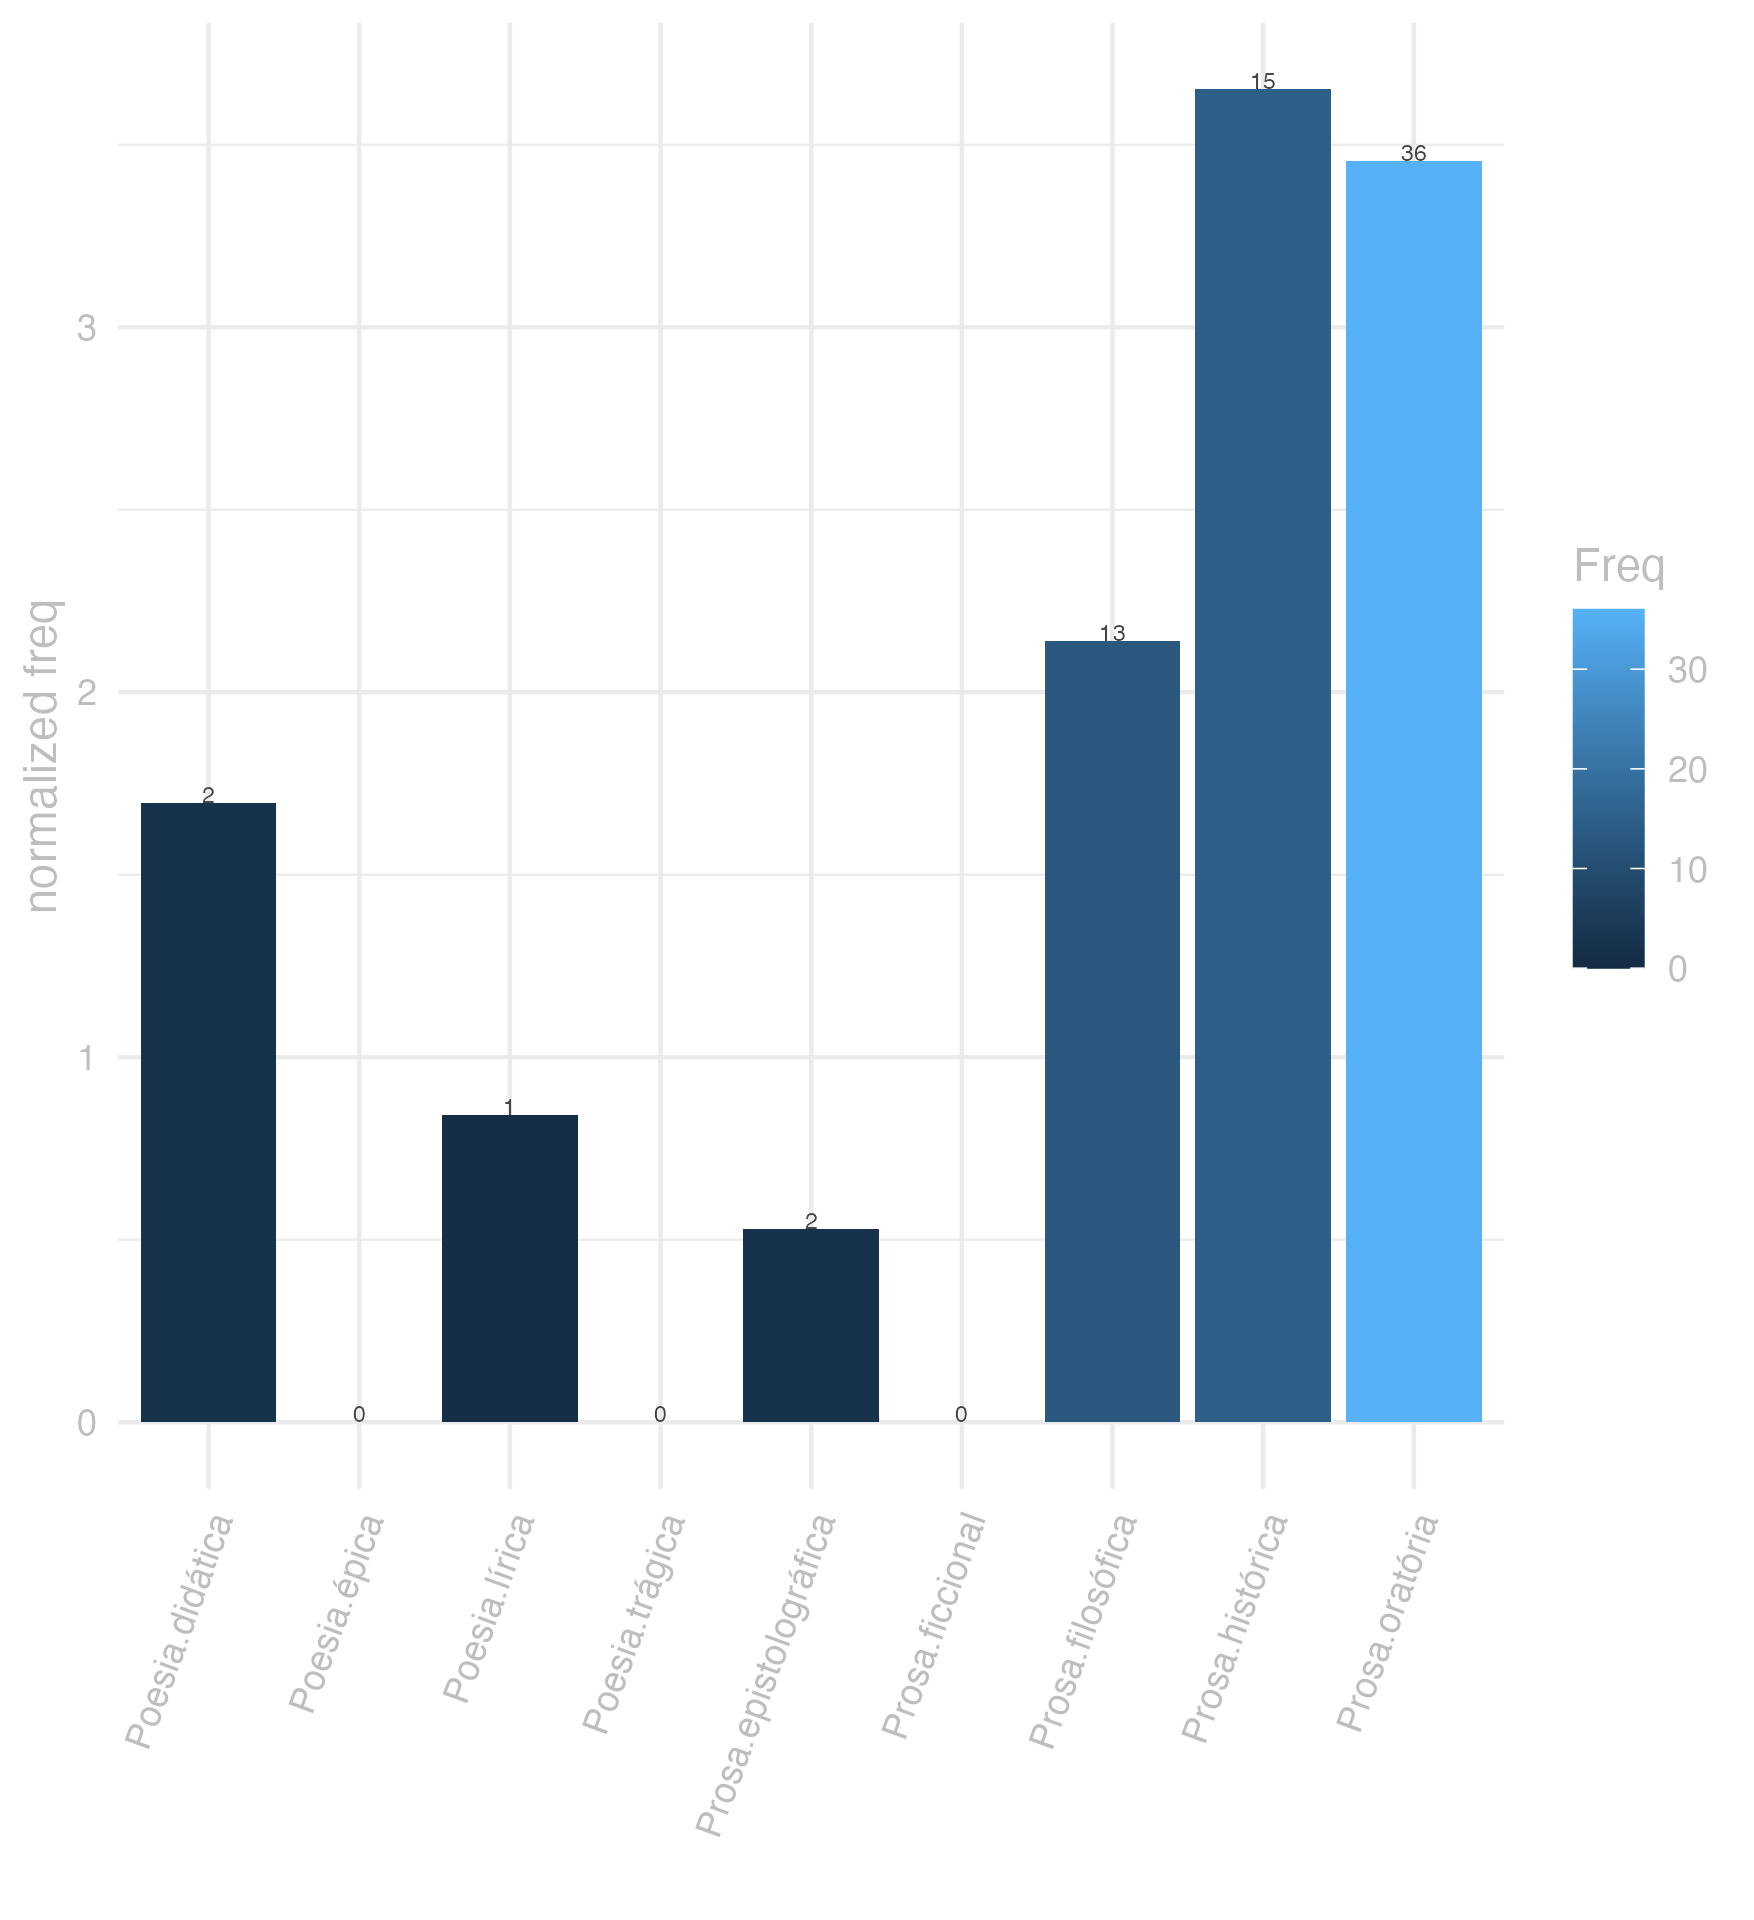 15
36
3
13
2
2
1
1
2
0
0
0
0
normalized freq
Freq
30
20
10
0
Poesia.didática
Poesia.épica
Poesia.lírica
Poesia.trágica
Prosa.epistolográfica
Prosa.ficcional
Prosa.filosófica
Prosa.histórica
Prosa.oratória